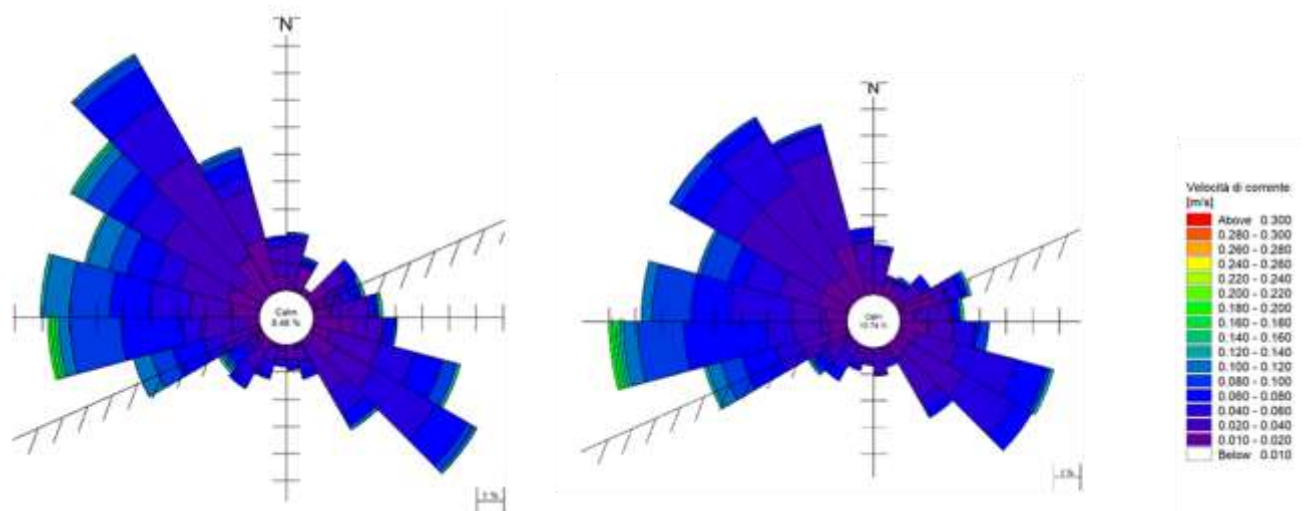 N
Calm
N
Calm
Velocità di corrente
[m/s]
Above 0.300
0.280 - 0.300
0.260 - 0.280
0.240 - 0.260
0.220 - 0.240
0.200 - 0.220
0.180 - 0.200
0.160 - 0.180
0.140 - 0.160
0.120 - 0.140
0.100 - 0.120
0.080 - 0.100
0.060 - 0.080
0.040 - 0.060
0.020 - 0.040
0.010 - 0.020
Below 0.010